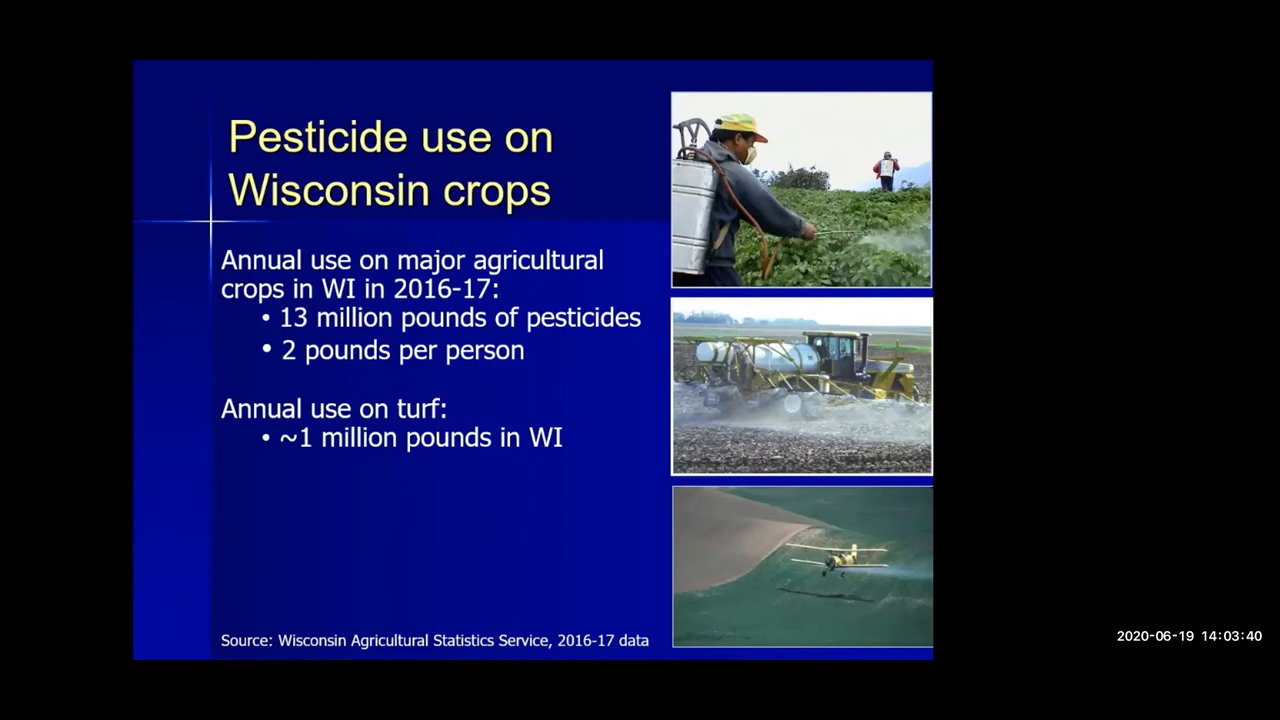 Pesticide use on
Wisconsin crops
Annual use on major agricultural
crops in WI in 2016-17:
• 13 million pounds of pesticides
• 2 pounds per person
Annual use on turf:
• ~1 million pounds in WI
Source: Wisconsin Agricultural Statistics Service, 2016-17 data
2020-06-19 14:03:40